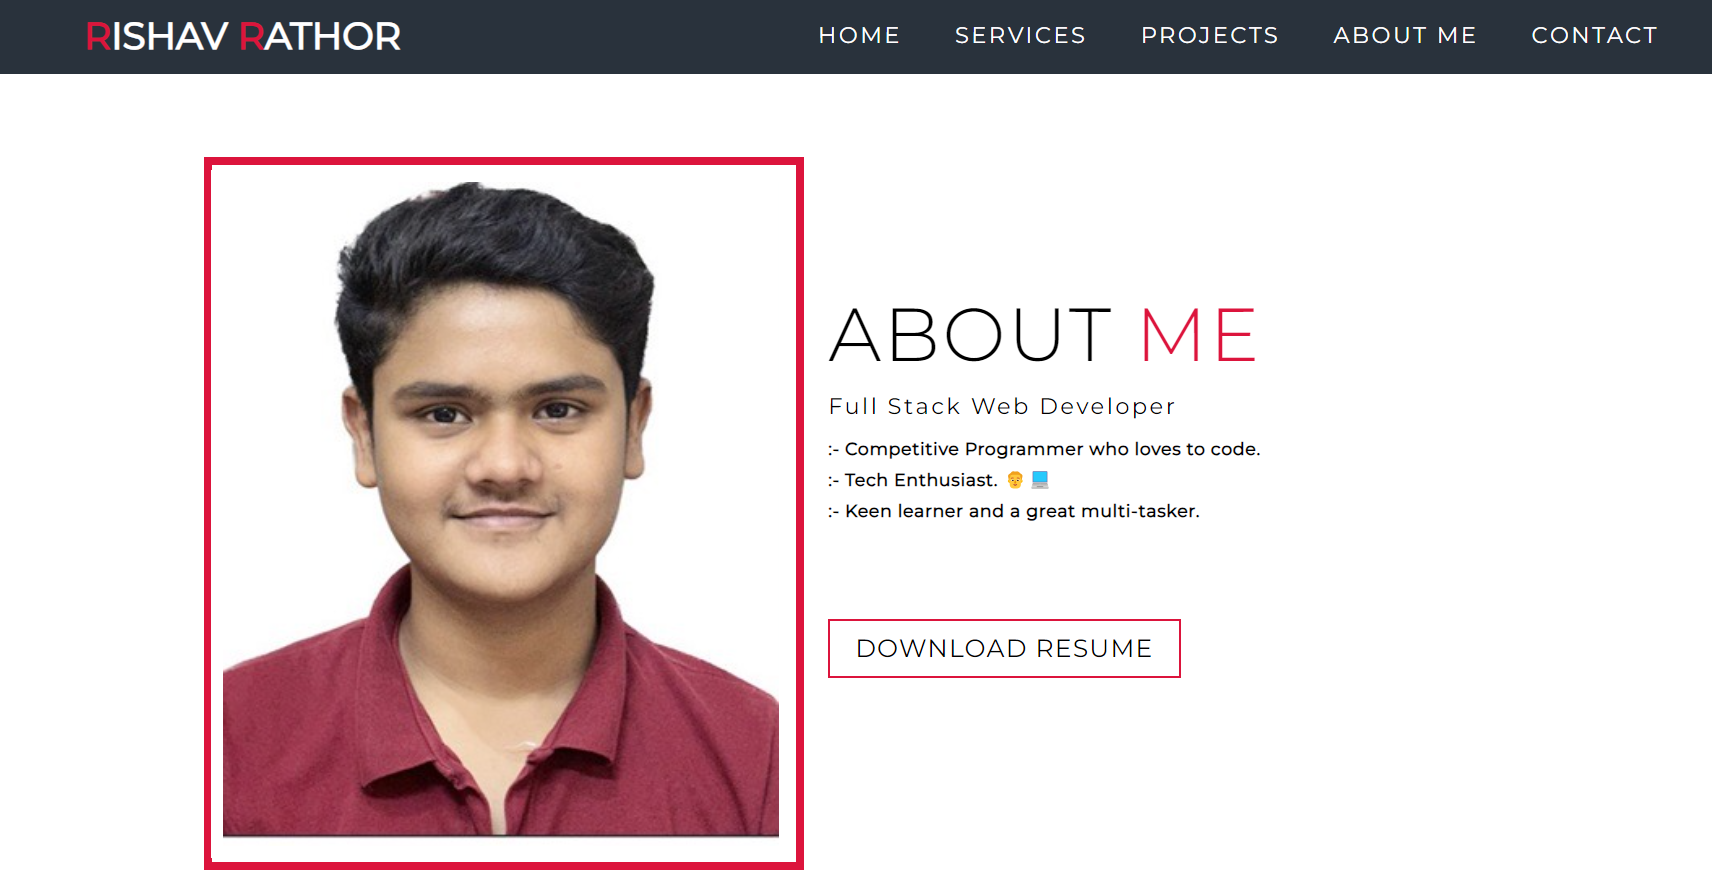 RISHAV RATHOR
HOME SERVICES PROJECTS ABOUT ME CONTACT
ABOUT ME
Full Stack Web Developer
:- Competitive Programmer who loves to code.
:- Tech Enthusiast. 👨 💻
:- Keen learner and a great multi-tasker.
DOWNLOAD RESUME